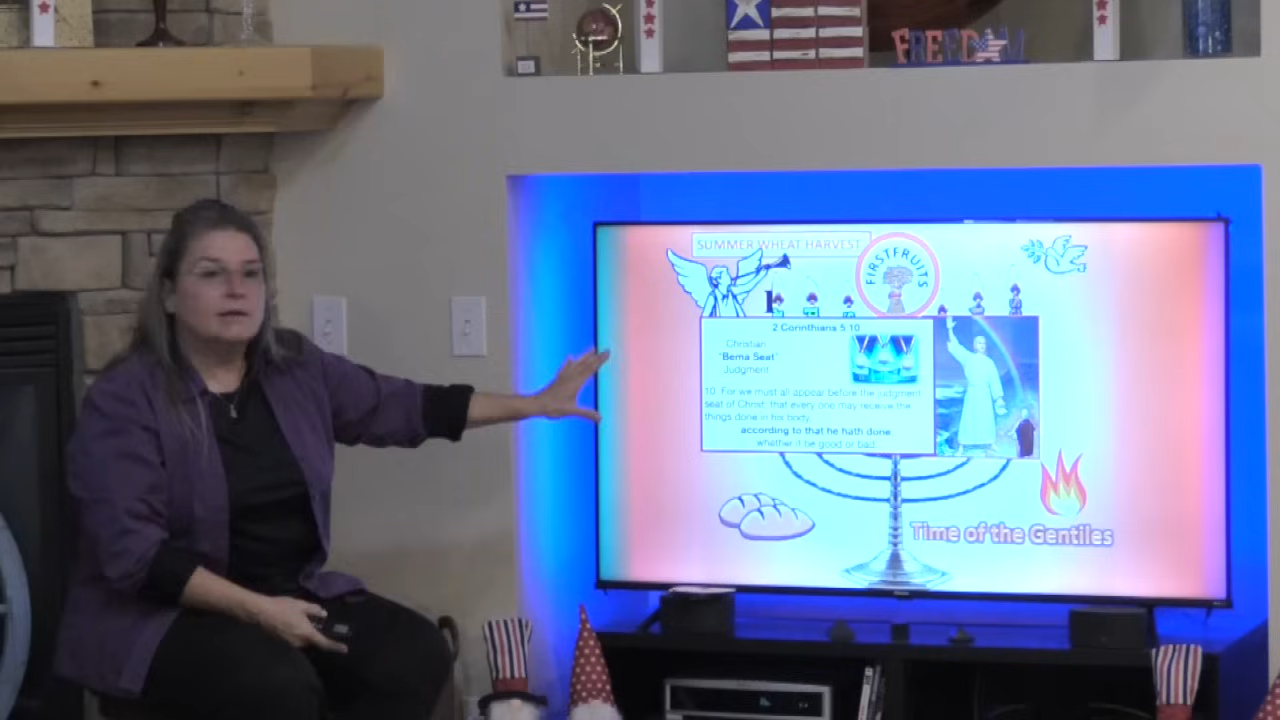 FREEDOM
SUMMER WHEAT HARVEST
FIRSTFRUITS
2 Corinthians 5:10
Christian
"Bema Seat"
Judgment
10 For we must all appear before the judgment
seat of Christ; that every one may receive the
things done in his body,
according to that he hath done,
whether it be good or bad.
Time of the Gentiles